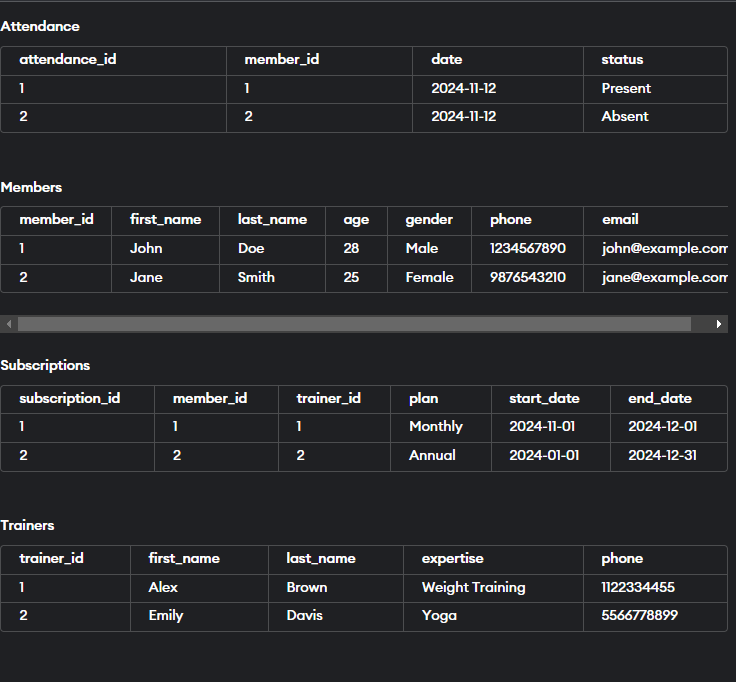 Attendance
attendance_id member_id date status
1 1 2024-11-12 Present
2 2 2024-11-12 Absent
Members
member_id first_name last_name age gender phone email
1 John Doe 28 Male 1234567890 john@example.com
2 Jane Smith 25 Female 9876543210 jane@example.com
Subscriptions
subscription_id member_id trainer_id plan start_date end_date
1 1 1 Monthly 2024-11-01 2024-12-01
2 2 2 Annual 2024-01-01 2024-12-31
Trainers
trainer_id first_name last_name expertise phone
1 Alex Brown Weight Training 1122334455
2 Emily Davis Yoga 5566778899